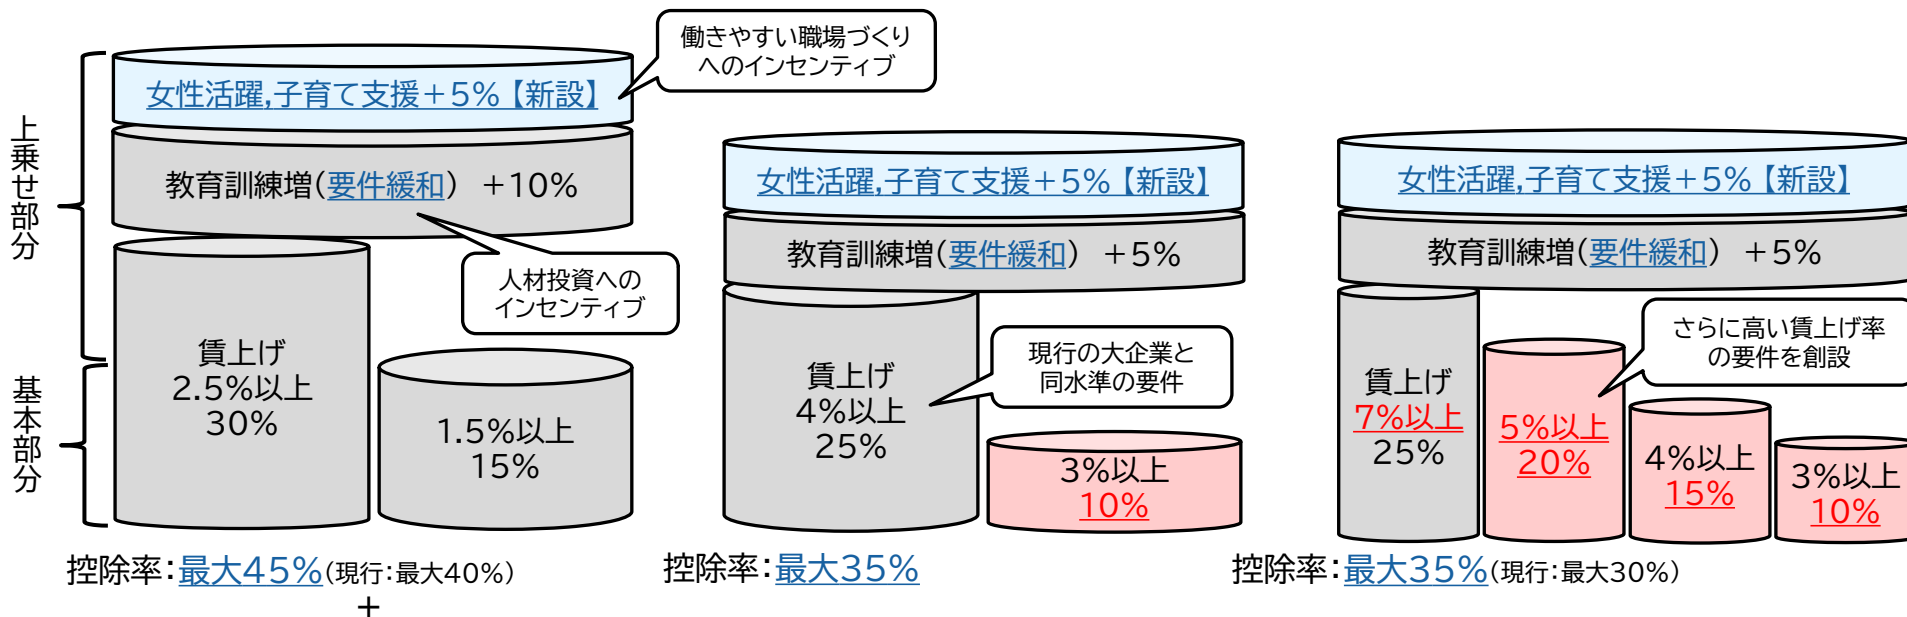 上乗せ部分
基本部分
働きやすい職場づくり
へのインセンティブ
女性活躍,子育て支援+5%【新設】
教育訓練増(要件緩和) +10%
人材投資への
インセンティブ
賃上げ
2.5%以上
30%
1.5%以上
15%
控除率:最大45%(現行:最大40%)
+
女性活躍,子育て支援+5%【新設】
教育訓練増(要件緩和) +5%
現行の大企業と
同水準の要件
賃上げ
4%以上
25%
3%以上
10%
控除率:最大35%
女性活躍,子育て支援+5%【新設】
教育訓練増(要件緩和) +5%
さらに高い賃上げ率
の要件を創設
賃上げ
7%以上
25%
5%以上
20%
4%以上
15%
3%以上
10%
控除率:最大35%(現行:最大30%)